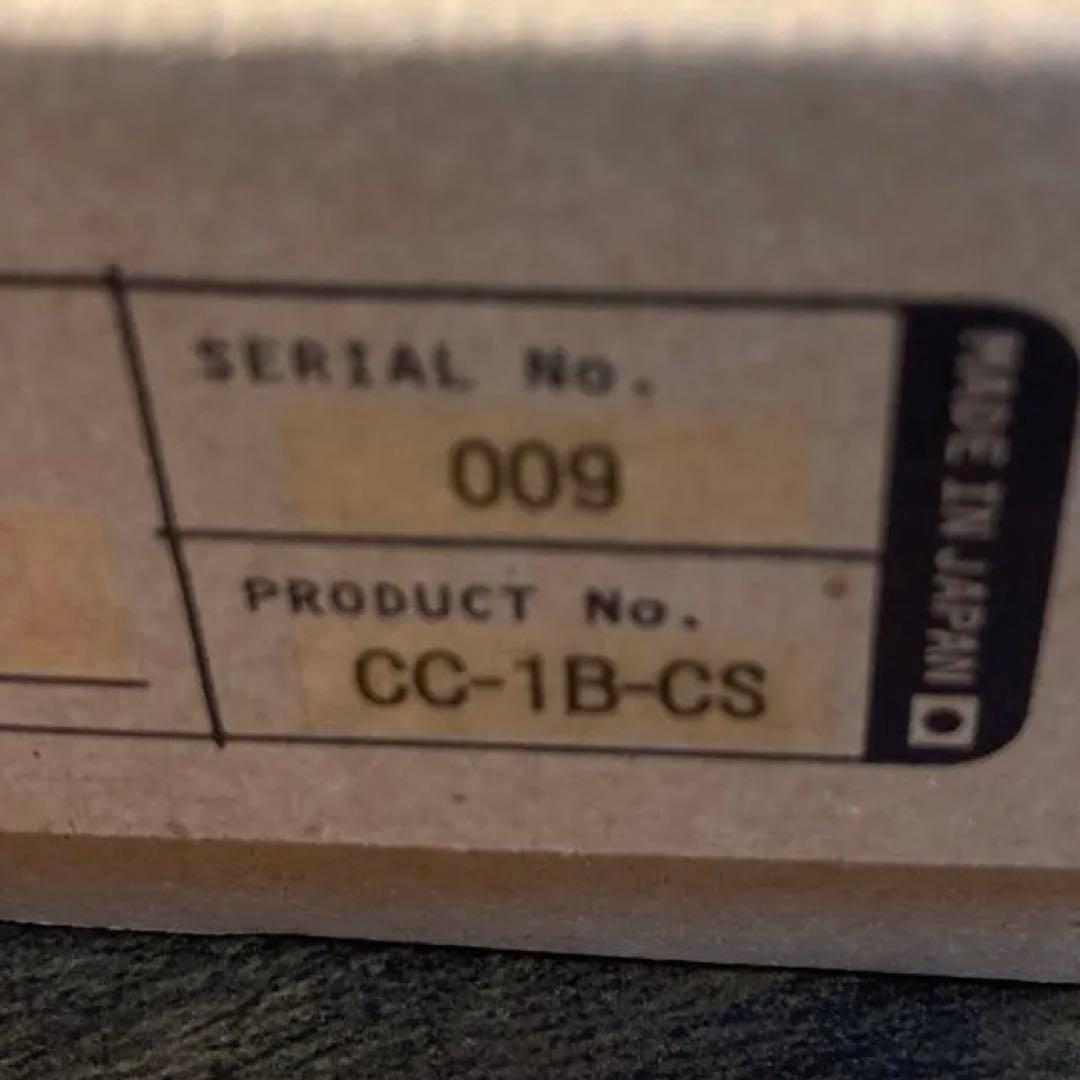 SERIAL No.
009
PRODUCT No.
CC-1B-CS
MADE IN JAPAN